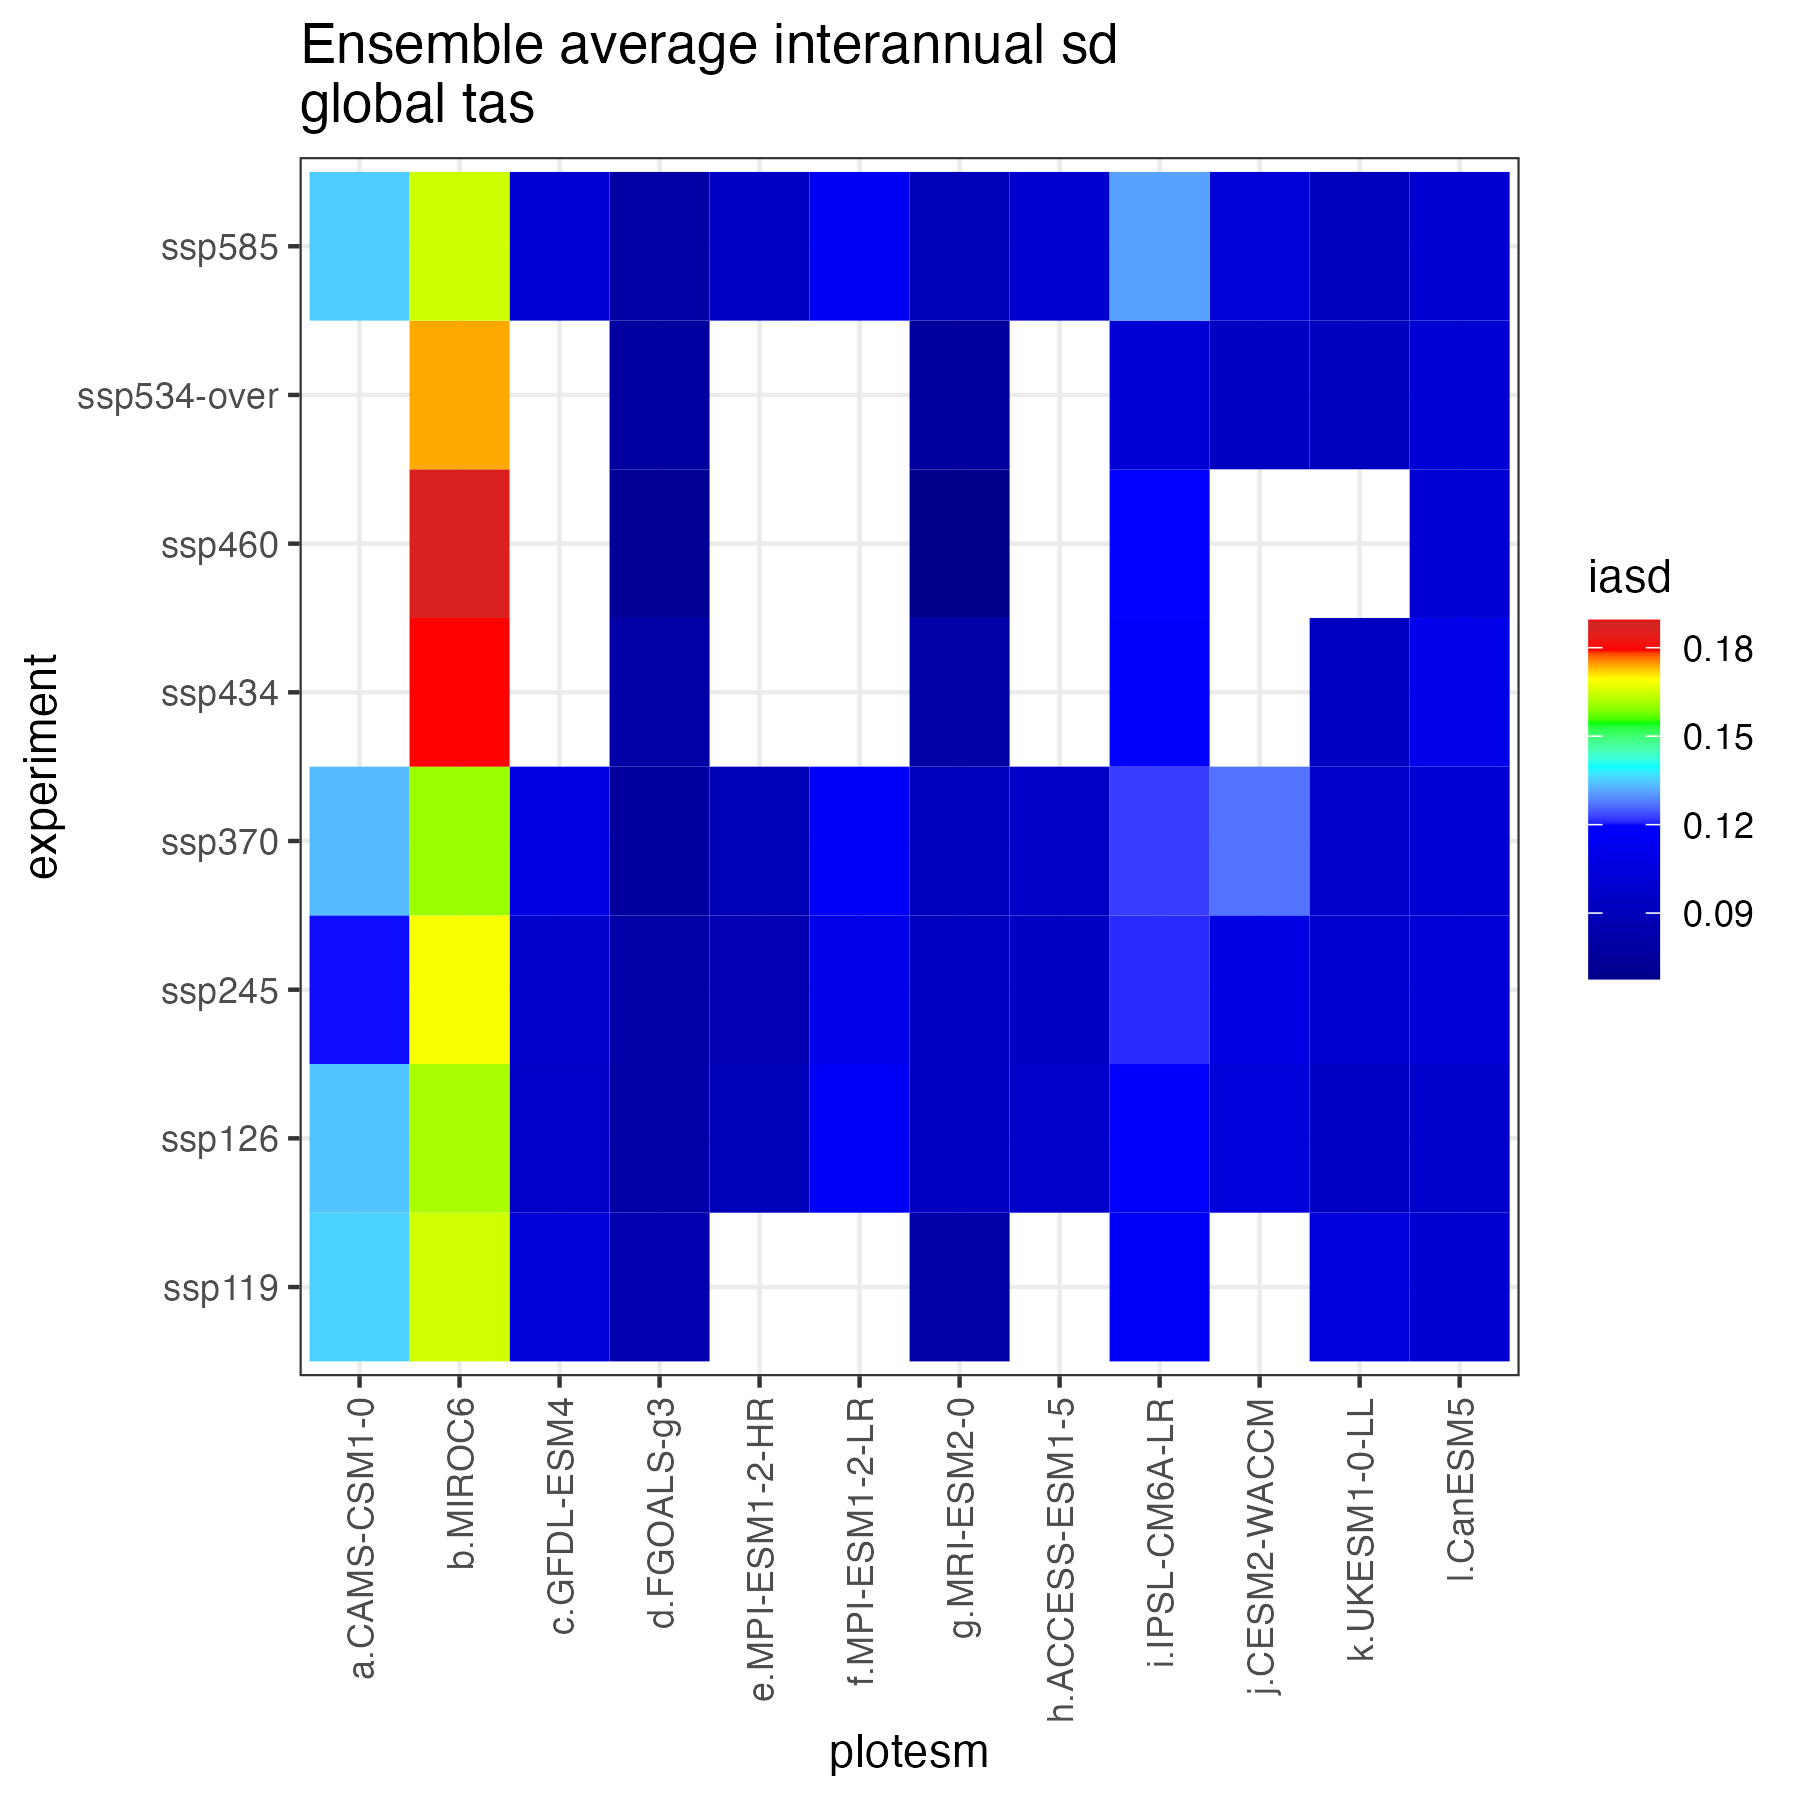 Ensemble average interannual sd
global tas
experiment
ssp585
ssp534-over
ssp460
ssp434
ssp370
ssp245
ssp126
ssp119
iasd
0.18
0.15
0.12
0.09
a.CAMS-CSM1-0
b.MIROC6
c.GFDL-ESM4
d.FGOALS-g3
e.MPI-ESM1-2-HR
f.MPI-ESM1-2-LR
g.MRI-ESM2-0
h.ACCESS-ESM1-5
i.IPSL-CM6A-LR
j.CESM2-WACCM
k.UKESM1-0-LL
l.CanESM5
plotesm